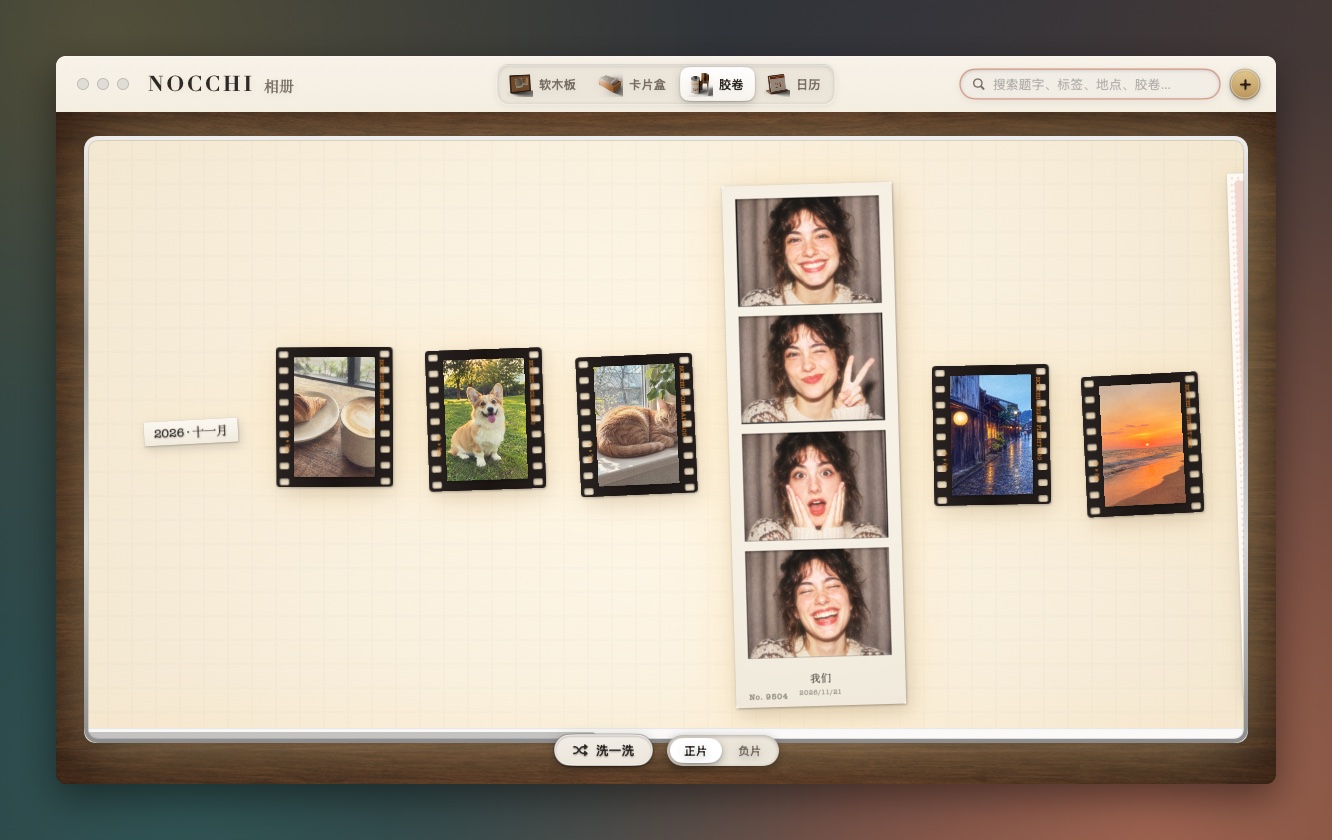 NOCCHI 相册
软木板
卡片盒
胶卷
日历
搜索题字、标签、地点、胶卷...
2026·十一月
我们
No. 9504 2026/11/21
洗一洗
正片
负片